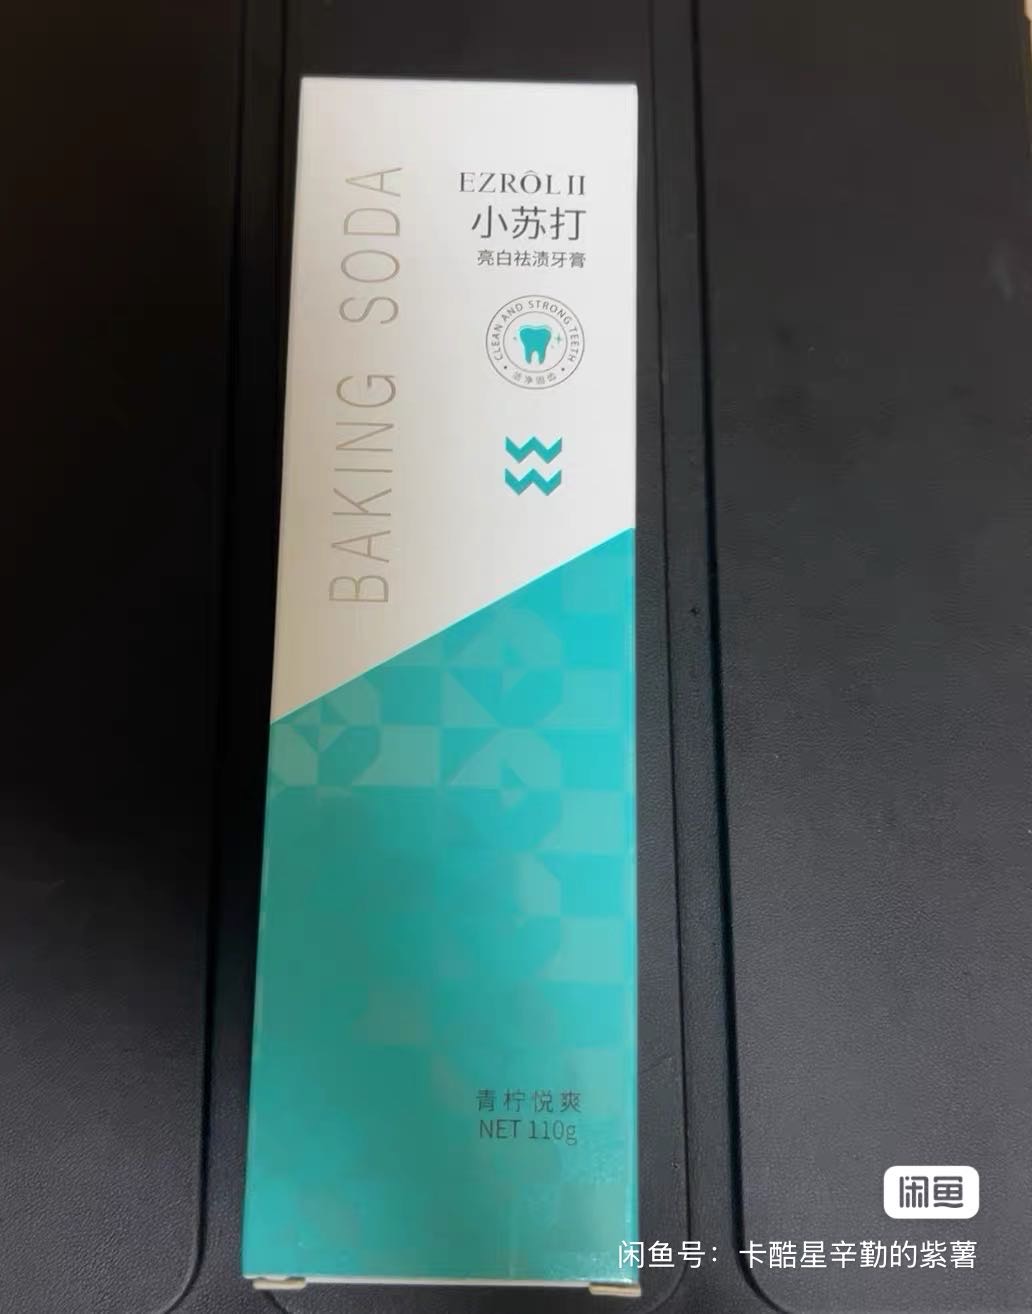 EZRÔL II
小苏打
亮白祛渍牙膏
CLEAN AND STRONG TEETH
洁净固齿
BAKING SODA
青柠悦爽
NET 110g
闲鱼
闲鱼号：卡酷星辛勤的紫薯